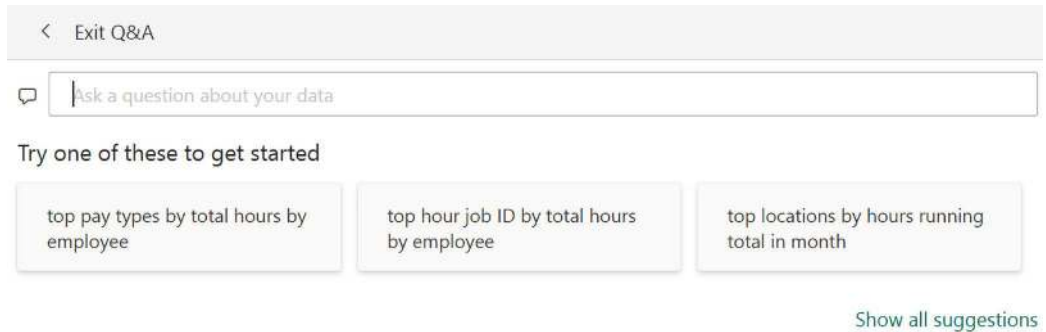 Exit Q&A
Ask a question about your data
Try one of these to get started
top pay types by total hours by
employee
top hour job ID by total hours
by employee
top locations by hours running
total in month
Show all suggestions